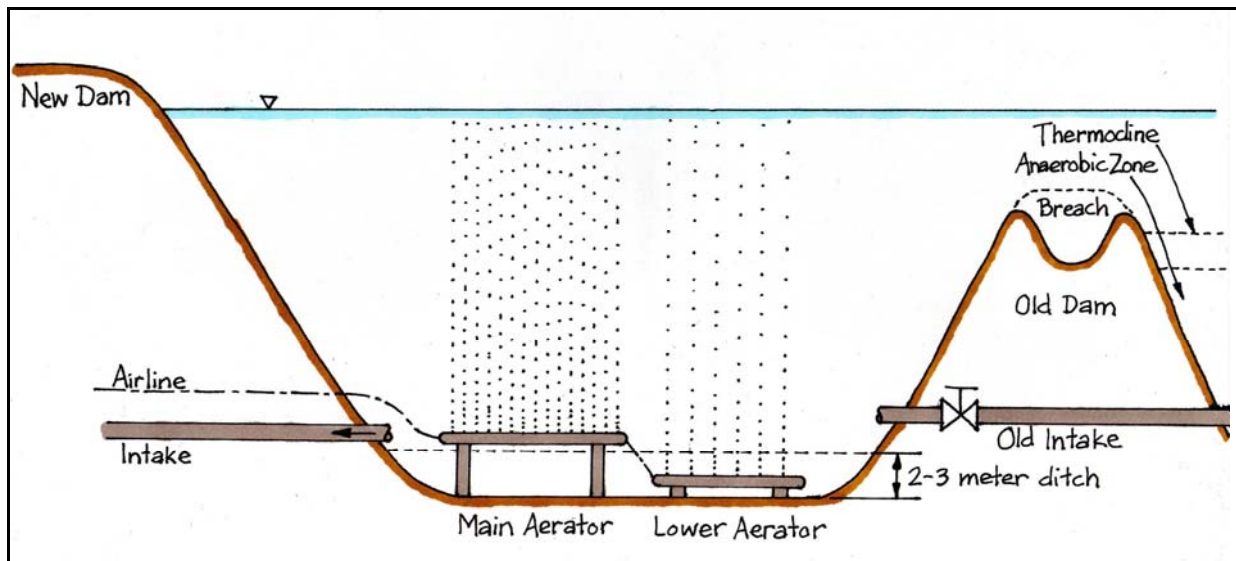 New Dam
Thermocline
Anaerobic Zone
Breach
Old Dam
Airline
Intake
Old Intake
2-3 meter ditch
Main Aerator
Lower Aerator